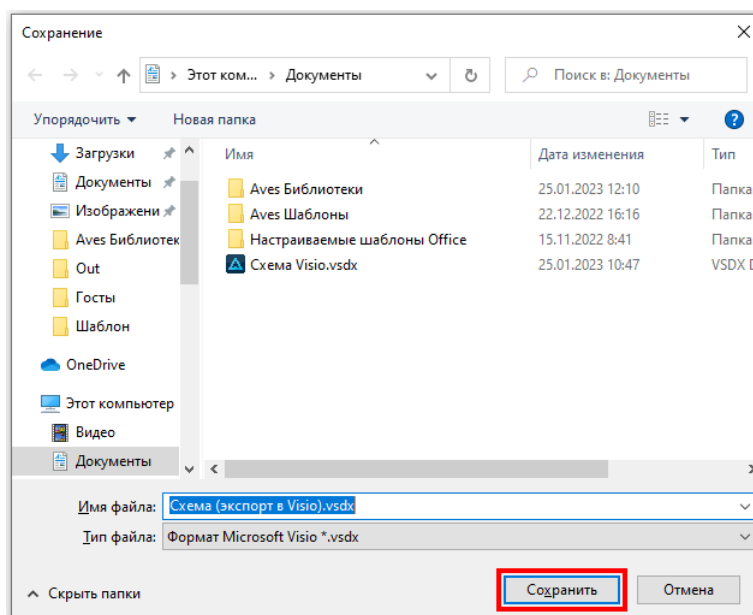 Сохранение
Этот ком... › Документы
Поиск в: Документы
Упорядочить Новая папка
Имя Дата изменения Тип
Загрузки
Документы
Изображени
Aves Библиотек
Out
Госты
Шаблон
OneDrive
Этот компьютер
Видео
Документы
Aves Библиотеки 25.01.2023 12:10 Папка
Aves Шаблоны 22.12.2022 16:16 Папка
Настраиваемые шаблоны Office 15.11.2022 8:41 Папка
Схема Visio.vsdx 25.01.2023 10:47 VSDX D
Имя файла: Схема (экспорт в Visio).vsdx
Тип файла: Формат Microsoft Visio *.vsdx
Скрыть папки
Сохранить Отмена